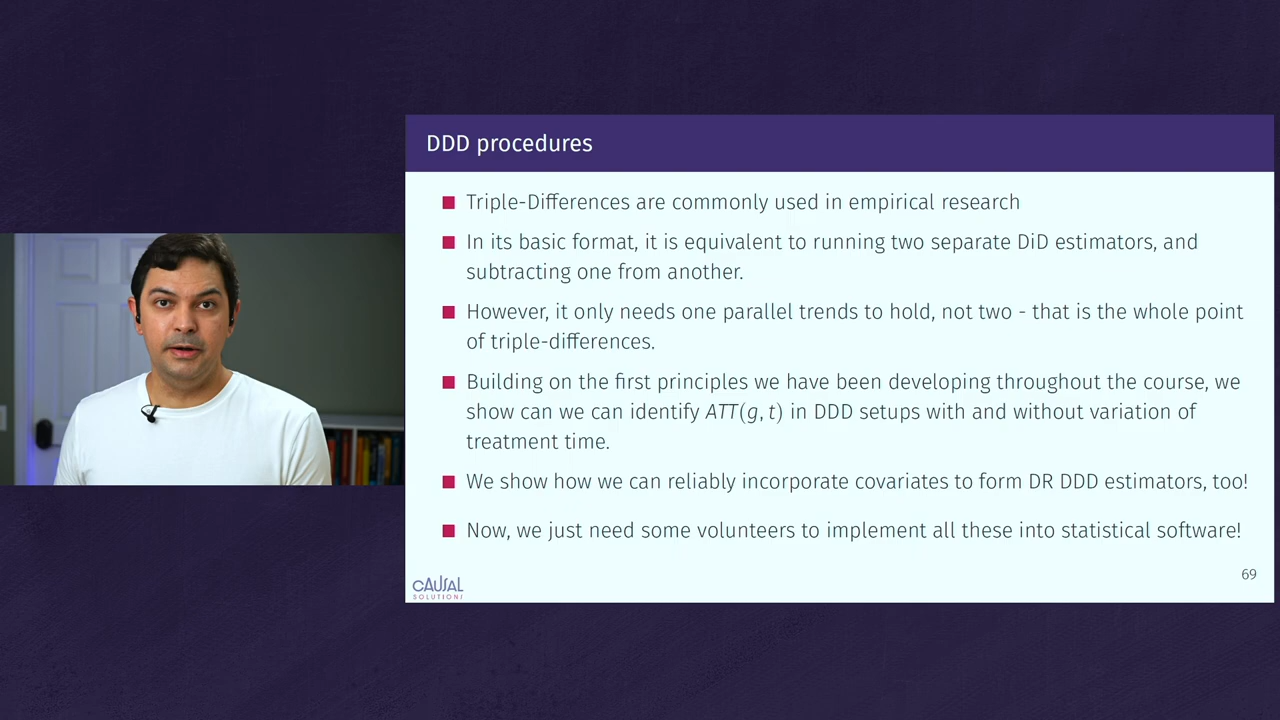 DDD procedures
Triple-Differences are commonly used in empirical research
In its basic format, it is equivalent to running two separate DiD estimators, and
subtracting one from another.
However, it only needs one parallel trends to hold, not two - that is the whole point
of triple-differences.
Building on the first principles we have been developing throughout the course, we
show can we can identify ATT(g, t) in DDD setups with and without variation of
treatment time.
We show how we can reliably incorporate covariates to form DR DDD estimators, too!
Now, we just need some volunteers to implement all these into statistical software!
69
CAUSAL
SOLUTIONS